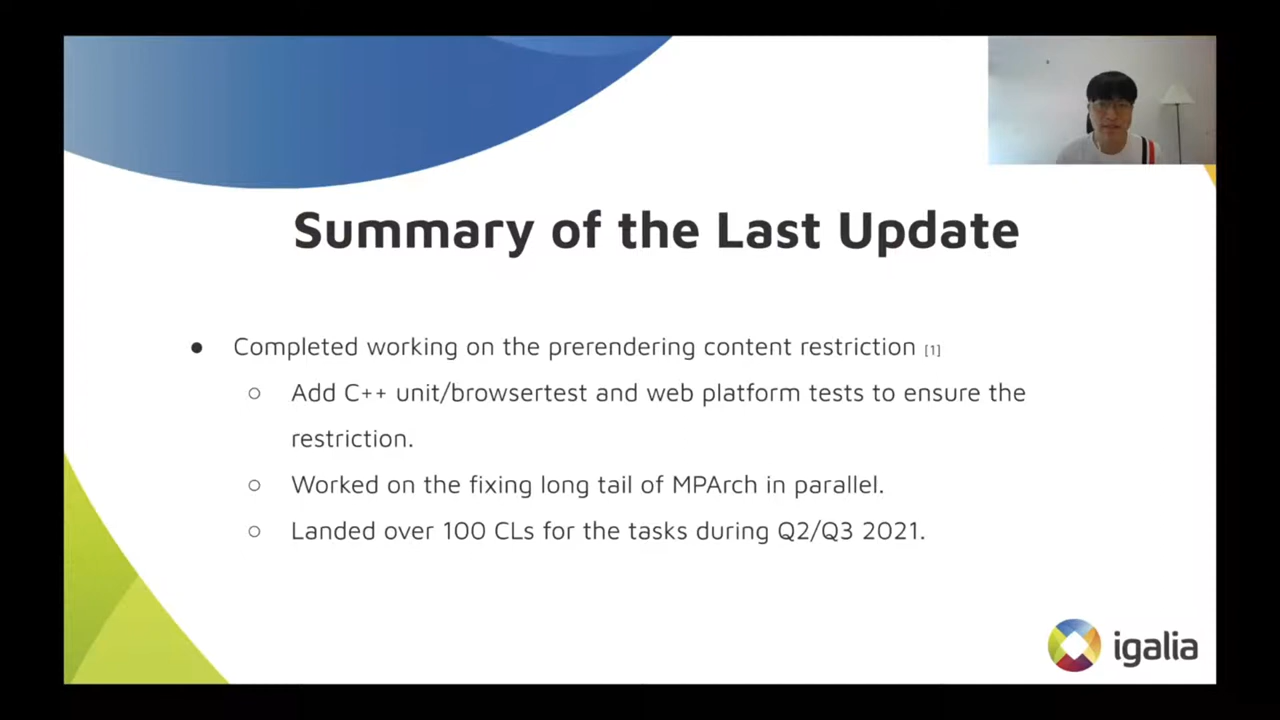 Summary of the Last Update
● Completed working on the prerendering content restriction [1]
○ Add C++ unit/browsertest and web platform tests to ensure the
restriction.
○ Worked on the fixing long tail of MPArch in parallel.
○ Landed over 100 CLs for the tasks during Q2/Q3 2021.
igalia